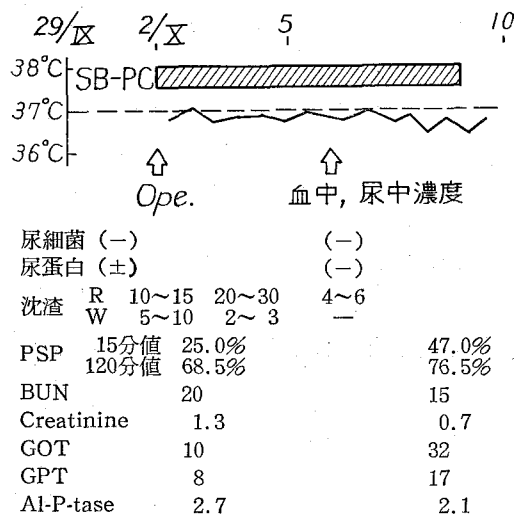 29/Ⅸ 2/Ⅹ 5 10
38°C SB-PC
37°C
36°C
Ope. 血中, 尿中濃度
尿細菌 (−) (−)
尿蛋白 (±) (−)
沈渣 R 10~15 20~30 4~6
W 5~10 2~3 —
PSP 15分値 25.0% 47.0%
120分値 68.5% 76.5%
BUN 20 15
Creatinine 1.3 0.7
GOT 10 32
GPT 8 17
Al-P-tase 2.7 2.1